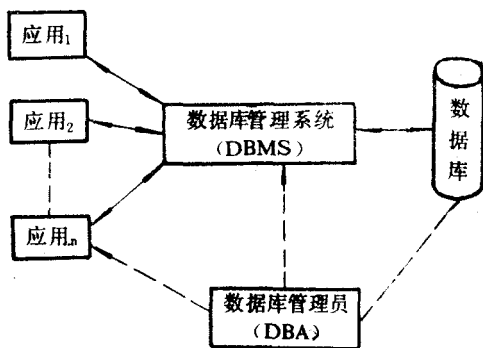 应用1
应用2
应用n
数据库管理系统
(DBMS)
数据库
数据库管理员
(DBA)